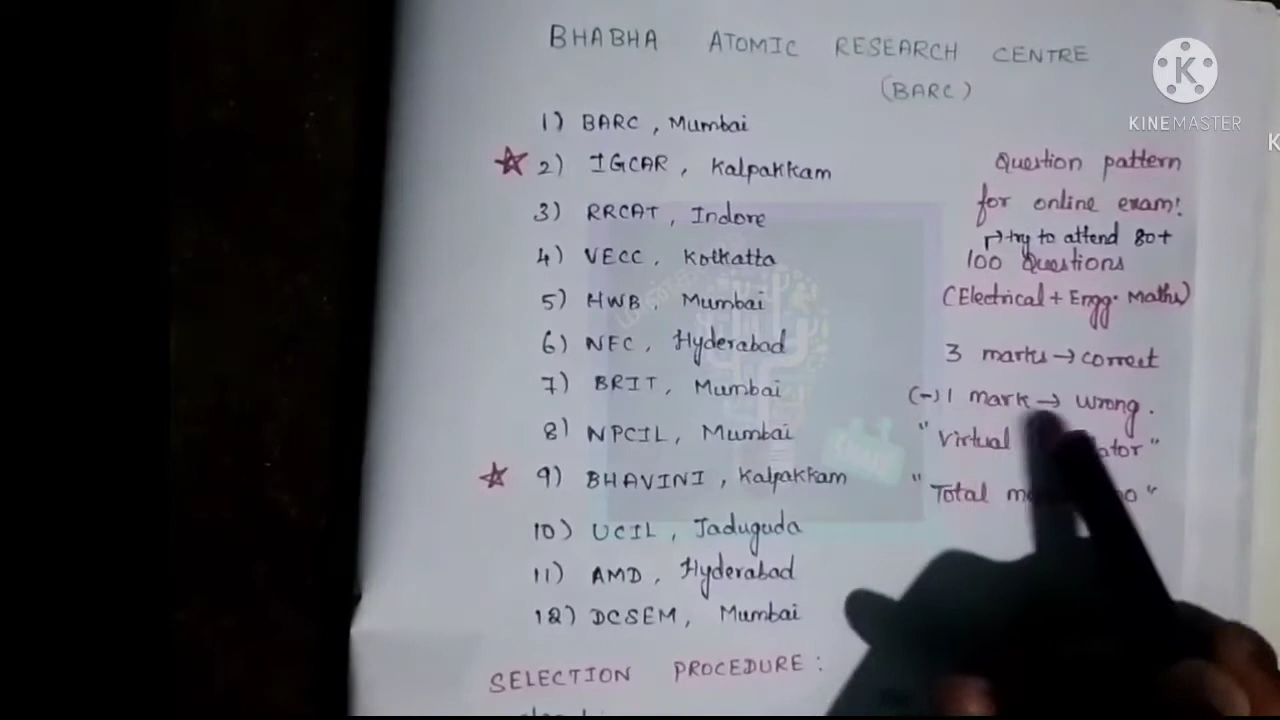 BHABHA ATOMIC RESEARCH CENTRE
(BARC)
1) BARC, Mumbai
2) IGCAR, Kalpakkam
3) RRCAT, Indore
4) VECC, Kolkatta
5) HWB, Mumbai
6) NFC, Hyderabad
7) BRIT, Mumbai
8) NPCIL, Mumbai
9) BHAVINI, Kalpakkam
10) UCIL, Jaduguda
11) AMD, Hyderabad
12) DCSEM, Mumbai
SELECTION PROCEDURE:
Question pattern
for online exam!
try to attend 80+
100 Questions
(Electrical + Engg. Maths)
3 marks → correct
(-) 1 mark → wrong.
"Virtual
"Total
KINEMASTER
K